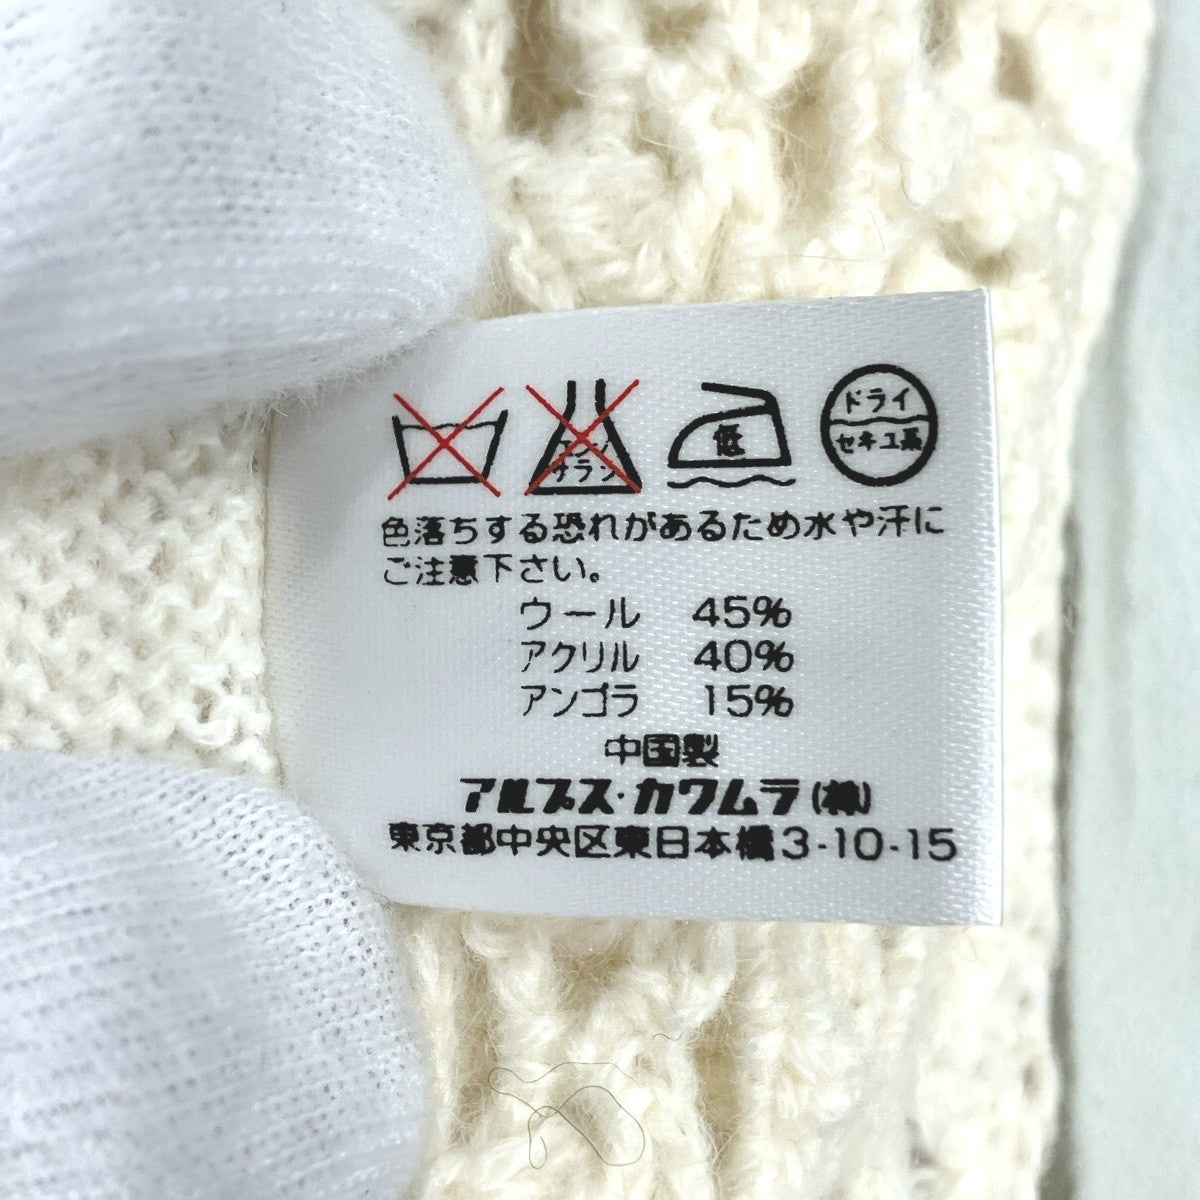 エンソ
サラシ
低
ドライ
セキユ系
色落ちする恐れがあるため水や汗に
ご注意下さい。
ウール 45%
アクリル 40%
アンゴラ 15%
中国製
アルプス・カワムラ(株)
東京都中央区東日本橋3-10-15